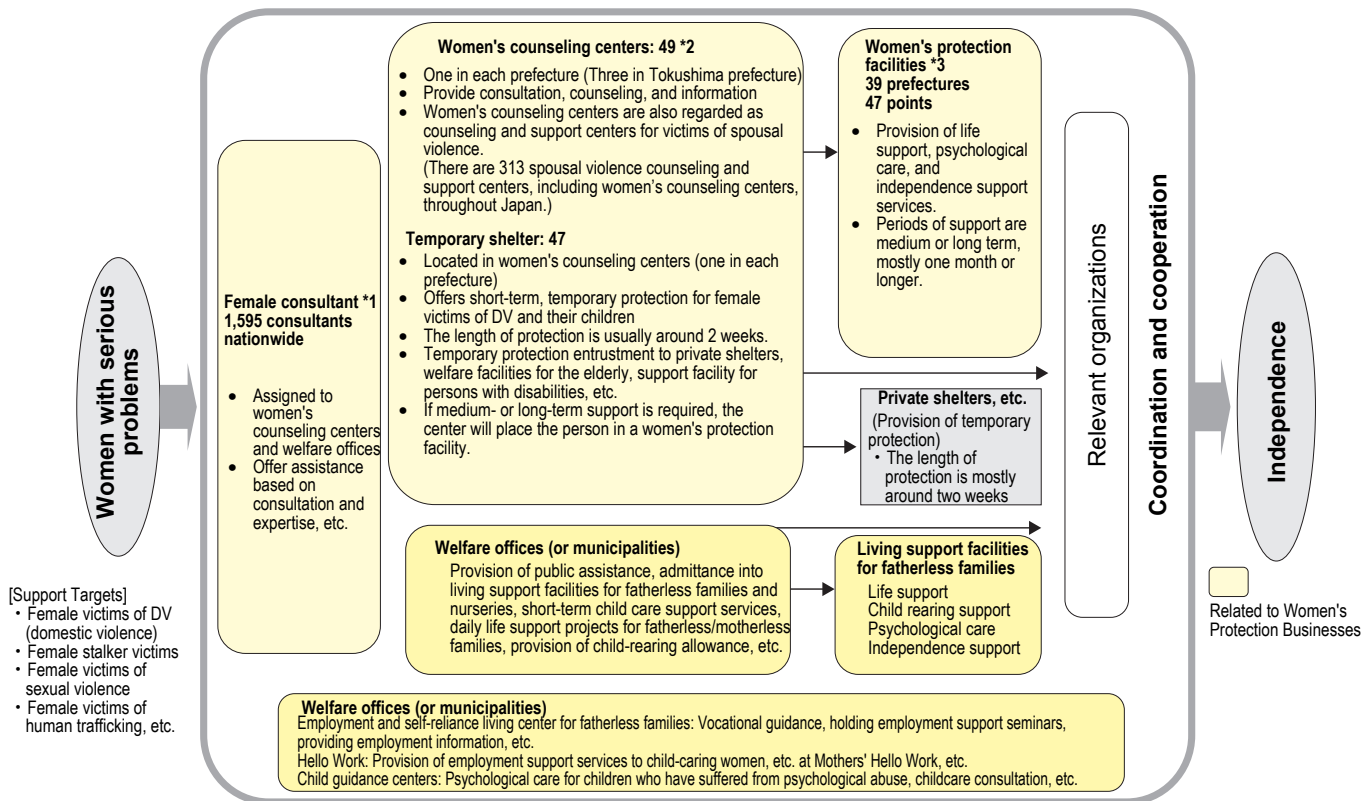 Women with serious
problems
[Support Targets]
・Female victims of DV
(domestic violence)
・Female stalker victims
・Female victims of
sexual violence
・Female victims of
human trafficking, etc.
Female consultant *1
1,595 consultants
nationwide
● Assigned to
women's
counseling centers
and welfare offices
● Offer assistance
based on
consultation and
expertise, etc.
Women's counseling centers: 49 *2
● One in each prefecture (Three in Tokushima prefecture)
● Provide consultation, counseling, and information
● Women's counseling centers are also regarded as
counseling and support centers for victims of spousal
violence.
(There are 313 spousal violence counseling and
support centers, including women's counseling centers,
throughout Japan.)
Temporary shelter: 47
● Located in women's counseling centers (one in each
prefecture)
● Offers short-term, temporary protection for female
victims of DV and their children
● The length of protection is usually around 2 weeks.
● Temporary protection entrustment to private shelters,
welfare facilities for the elderly, support facility for
persons with disabilities, etc.
● If medium- or long-term support is required, the
center will place the person in a women's protection
facility.
Women's protection
facilities *3
39 prefectures
47 points
● Provision of life
support, psychological
care, and
independence support
services.
● Periods of support are
medium or long term,
mostly one month or
longer.
Private shelters, etc.
(Provision of temporary
protection)
・The length of
protection is mostly
around two weeks
Welfare offices (or municipalities)
Provision of public assistance, admittance into
living support facilities for fatherless families and
nurseries, short-term child care support services,
daily life support projects for fatherless/motherless
families, provision of child-rearing allowance, etc.
Living support facilities
for fatherless families
Life support
Child rearing support
Psychological care
Independence support
Welfare offices (or municipalities)
Employment and self-reliance living center for fatherless families: Vocational guidance, holding employment support seminars,
providing employment information, etc.
Hello Work: Provision of employment support services to child-caring women, etc. at Mothers' Hello Work, etc.
Child guidance centers: Psychological care for children who have suffered from psychological abuse, childcare consultation, etc.
Relevant organizations
Coordination and cooperation
Independence
Related to Women's
Protection Businesses